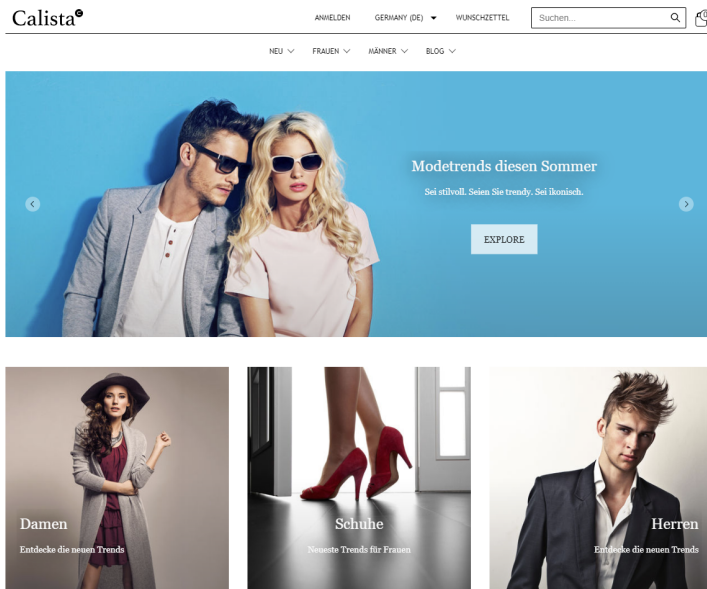 Calista
ANMELDEN GERMANY (DE) WUNSCHZETTEL Suchen... 0
NEU FRAUEN MÄNNER BLOG
Modetrends diesen Sommer
Sei stilvoll. Seien Sie trendy. Sei ikonisch.
EXPLORE
Damen
Entdecke die neuen Trends
Schuhe
Neueste Trends für Frauen
Herren
Entdecke die neuen Trends